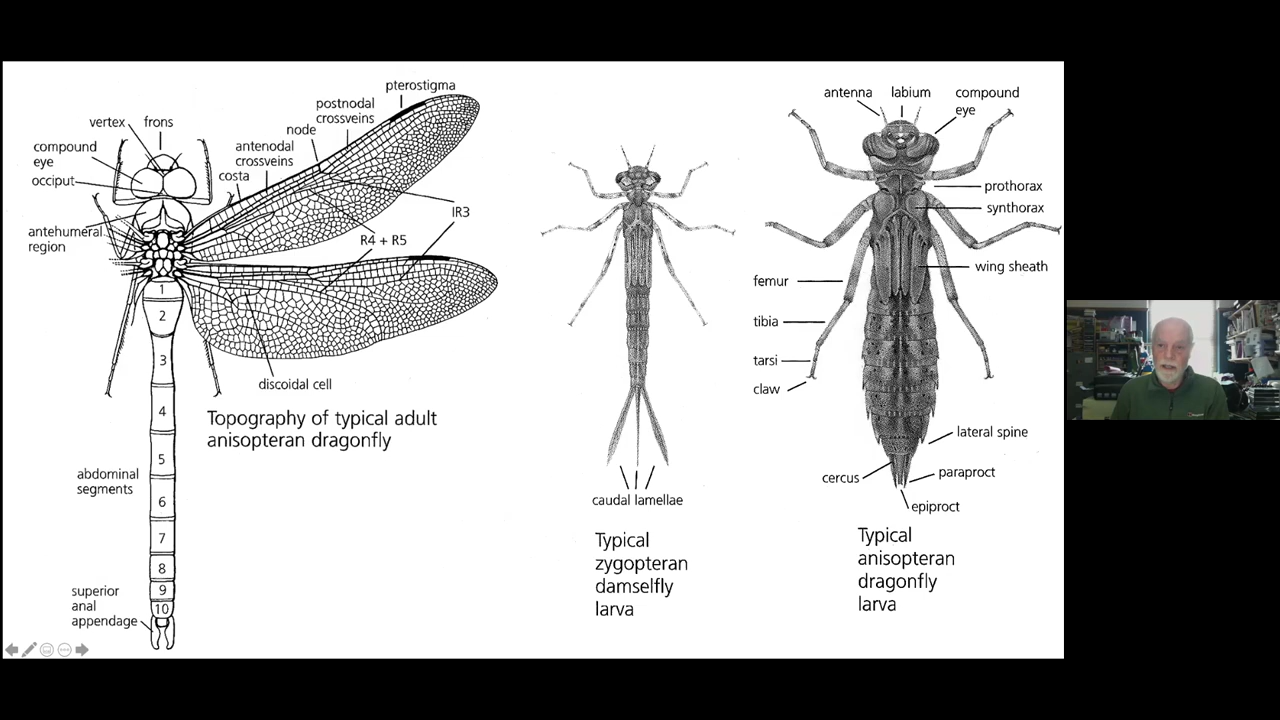 pterostigma
postnodal
crossveins
node
antenodal
crossveins
costa
vertex
frons
compound
eye
occiput
antehumeral
region
IR3
R4 + R5
discoidal cell
1
2
3
4
5
6
7
8
9
10
abdominal
segments
superior
anal
appendage
Topography of typical adult
anisopteran dragonfly
caudal lamellae
Typical
zygopteran
damselfly
larva
antenna
labium
compound
eye
prothorax
synthorax
wing sheath
femur
tibia
tarsi
claw
lateral spine
cercus
paraproct
epiproct
Typical
anisopteran
dragonfly
larva